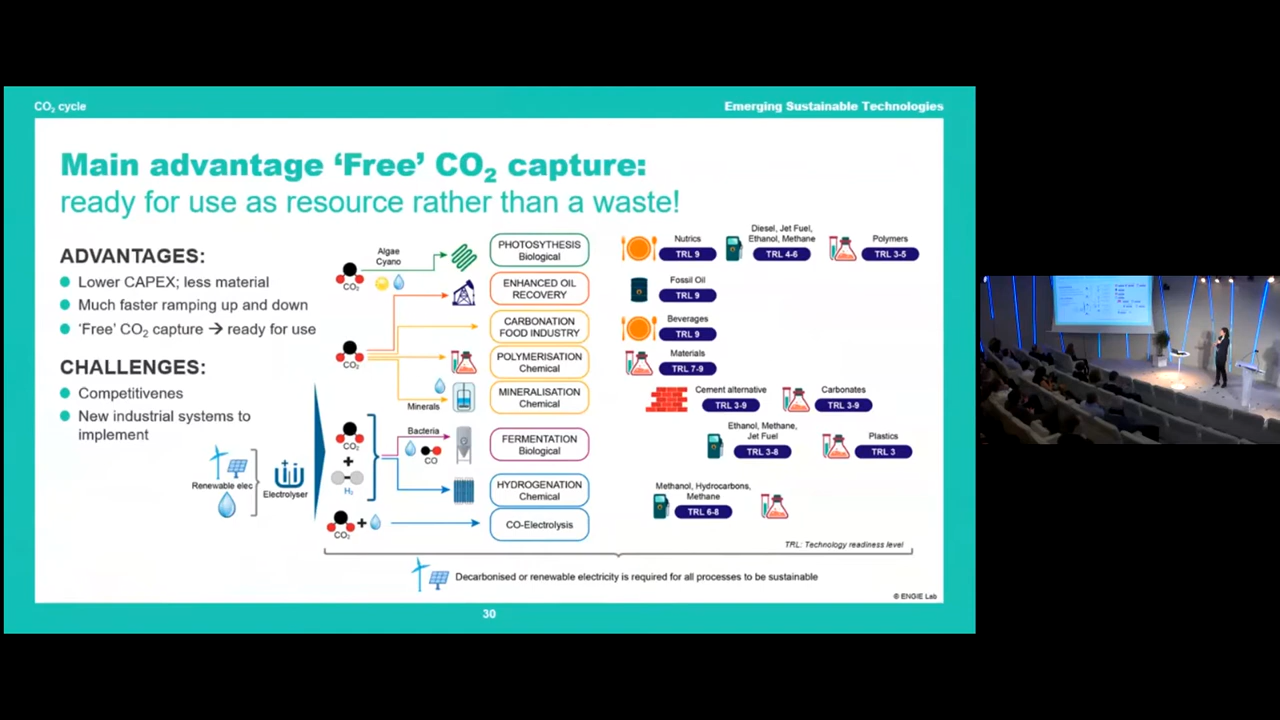 CO₂ cycle
Emerging Sustainable Technologies
Main advantage ‘Free’ CO₂ capture:
ready for use as resource rather than a waste!
ADVANTAGES:
Lower CAPEX; less material
Much faster ramping up and down
‘Free’ CO₂ capture → ready for use
CHALLENGES:
Competitivenes
New industrial systems to
implement
Renewable elec
Electrolyser
Algae
Cyano
CO₂
PHOTOSYTHESIS
Biological
Nutrics
TRL 9
Diesel, Jet Fuel,
Ethanol, Methane
TRL 4-6
Polymers
TRL 3-5
ENHANCED OIL
RECOVERY
Fossil Oil
TRL 9
CO₂
CARBONATION
FOOD INDUSTRY
Beverages
TRL 9
POLYMERISATION
Chemical
Materials
TRL 7-9
Minerals
MINERALISATION
Chemical
Cement alternative
TRL 3-9
Carbonates
TRL 3-9
CO₂
+
H₂
Bacteria
CO
FERMENTATION
Biological
Ethanol, Methane,
Jet Fuel
TRL 3-8
Plastics
TRL 3
HYDROGENATION
Chemical
Methanol, Hydrocarbons,
Methane
TRL 6-8
CO₂
+
CO-Electrolysis
TRL: Technology readiness level
Decarbonised or renewable electricity is required for all processes to be sustainable
© ENGIE Lab
30